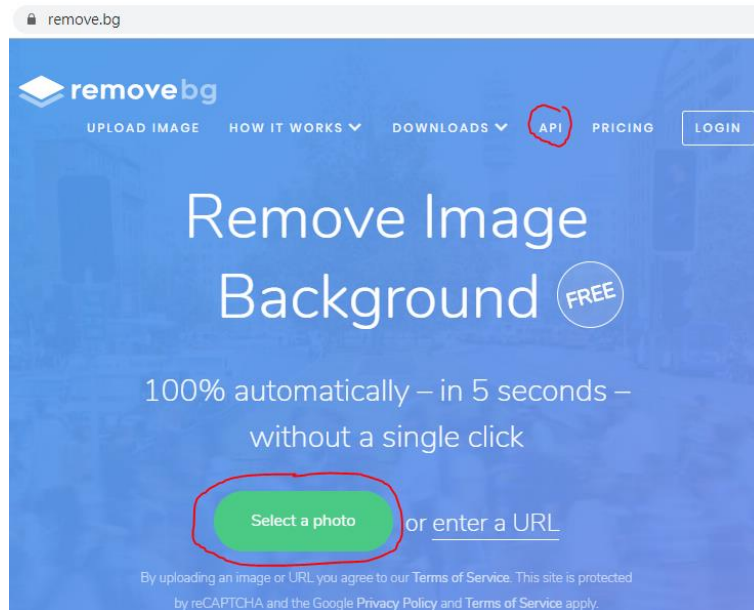 remove.bg
removebg
UPLOAD IMAGE HOW IT WORKS DOWNLOADS API PRICING LOGIN
Remove Image
Background FREE
100% automatically – in 5 seconds –
without a single click
Select a photo or enter a URL
By uploading an image or URL you agree to our Terms of Service. This site is protected
by reCAPTCHA and the Google Privacy Policy and Terms of Service apply.